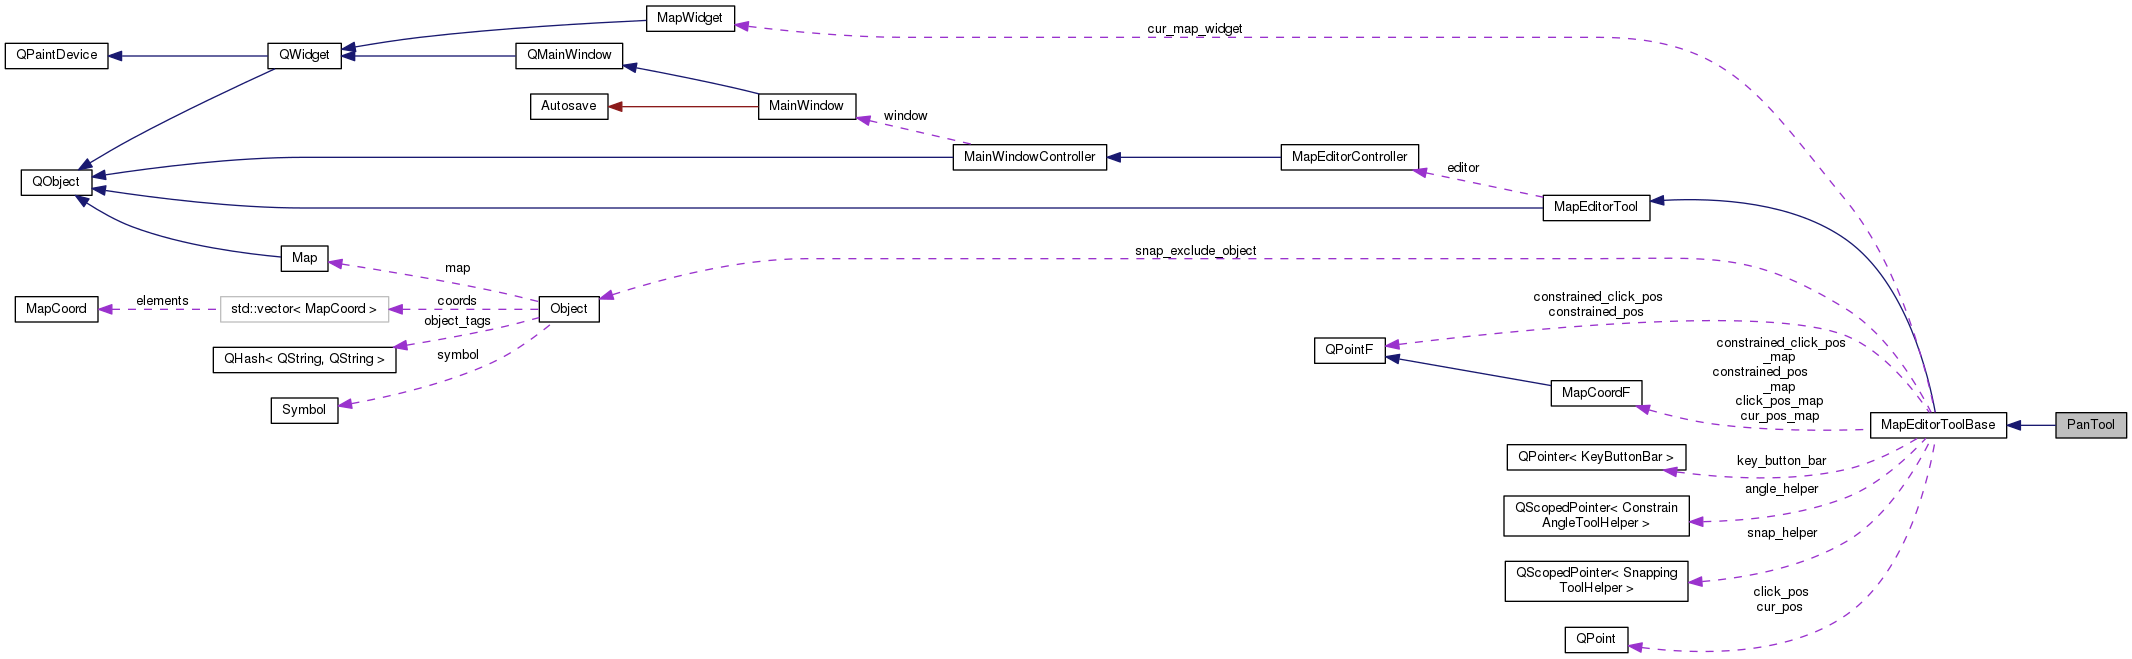 MapWidget
cur_map_widget
QPaintDevice
QWidget
QMainWindow
Autosave
MainWindow
window
MainWindowController
MapEditorController
editor
QObject
MapEditorTool
Map
map
snap_exclude_object
MapCoord
elements
std::vector< MapCoord >
coords
Object
object_tags
QHash< QString, QString >
symbol
Symbol
constrained_click_pos
constrained_pos
QPointF
constrained_click_pos
_map
constrained_pos
_map
click_pos_map
cur_pos_map
MapCoordF
MapEditorToolBase
PanTool
QPointer< KeyButtonBar >
key_button_bar
angle_helper
QScopedPointer< Constrain
AngleToolHelper >
snap_helper
QScopedPointer< Snapping
ToolHelper >
click_pos
cur_pos
QPoint